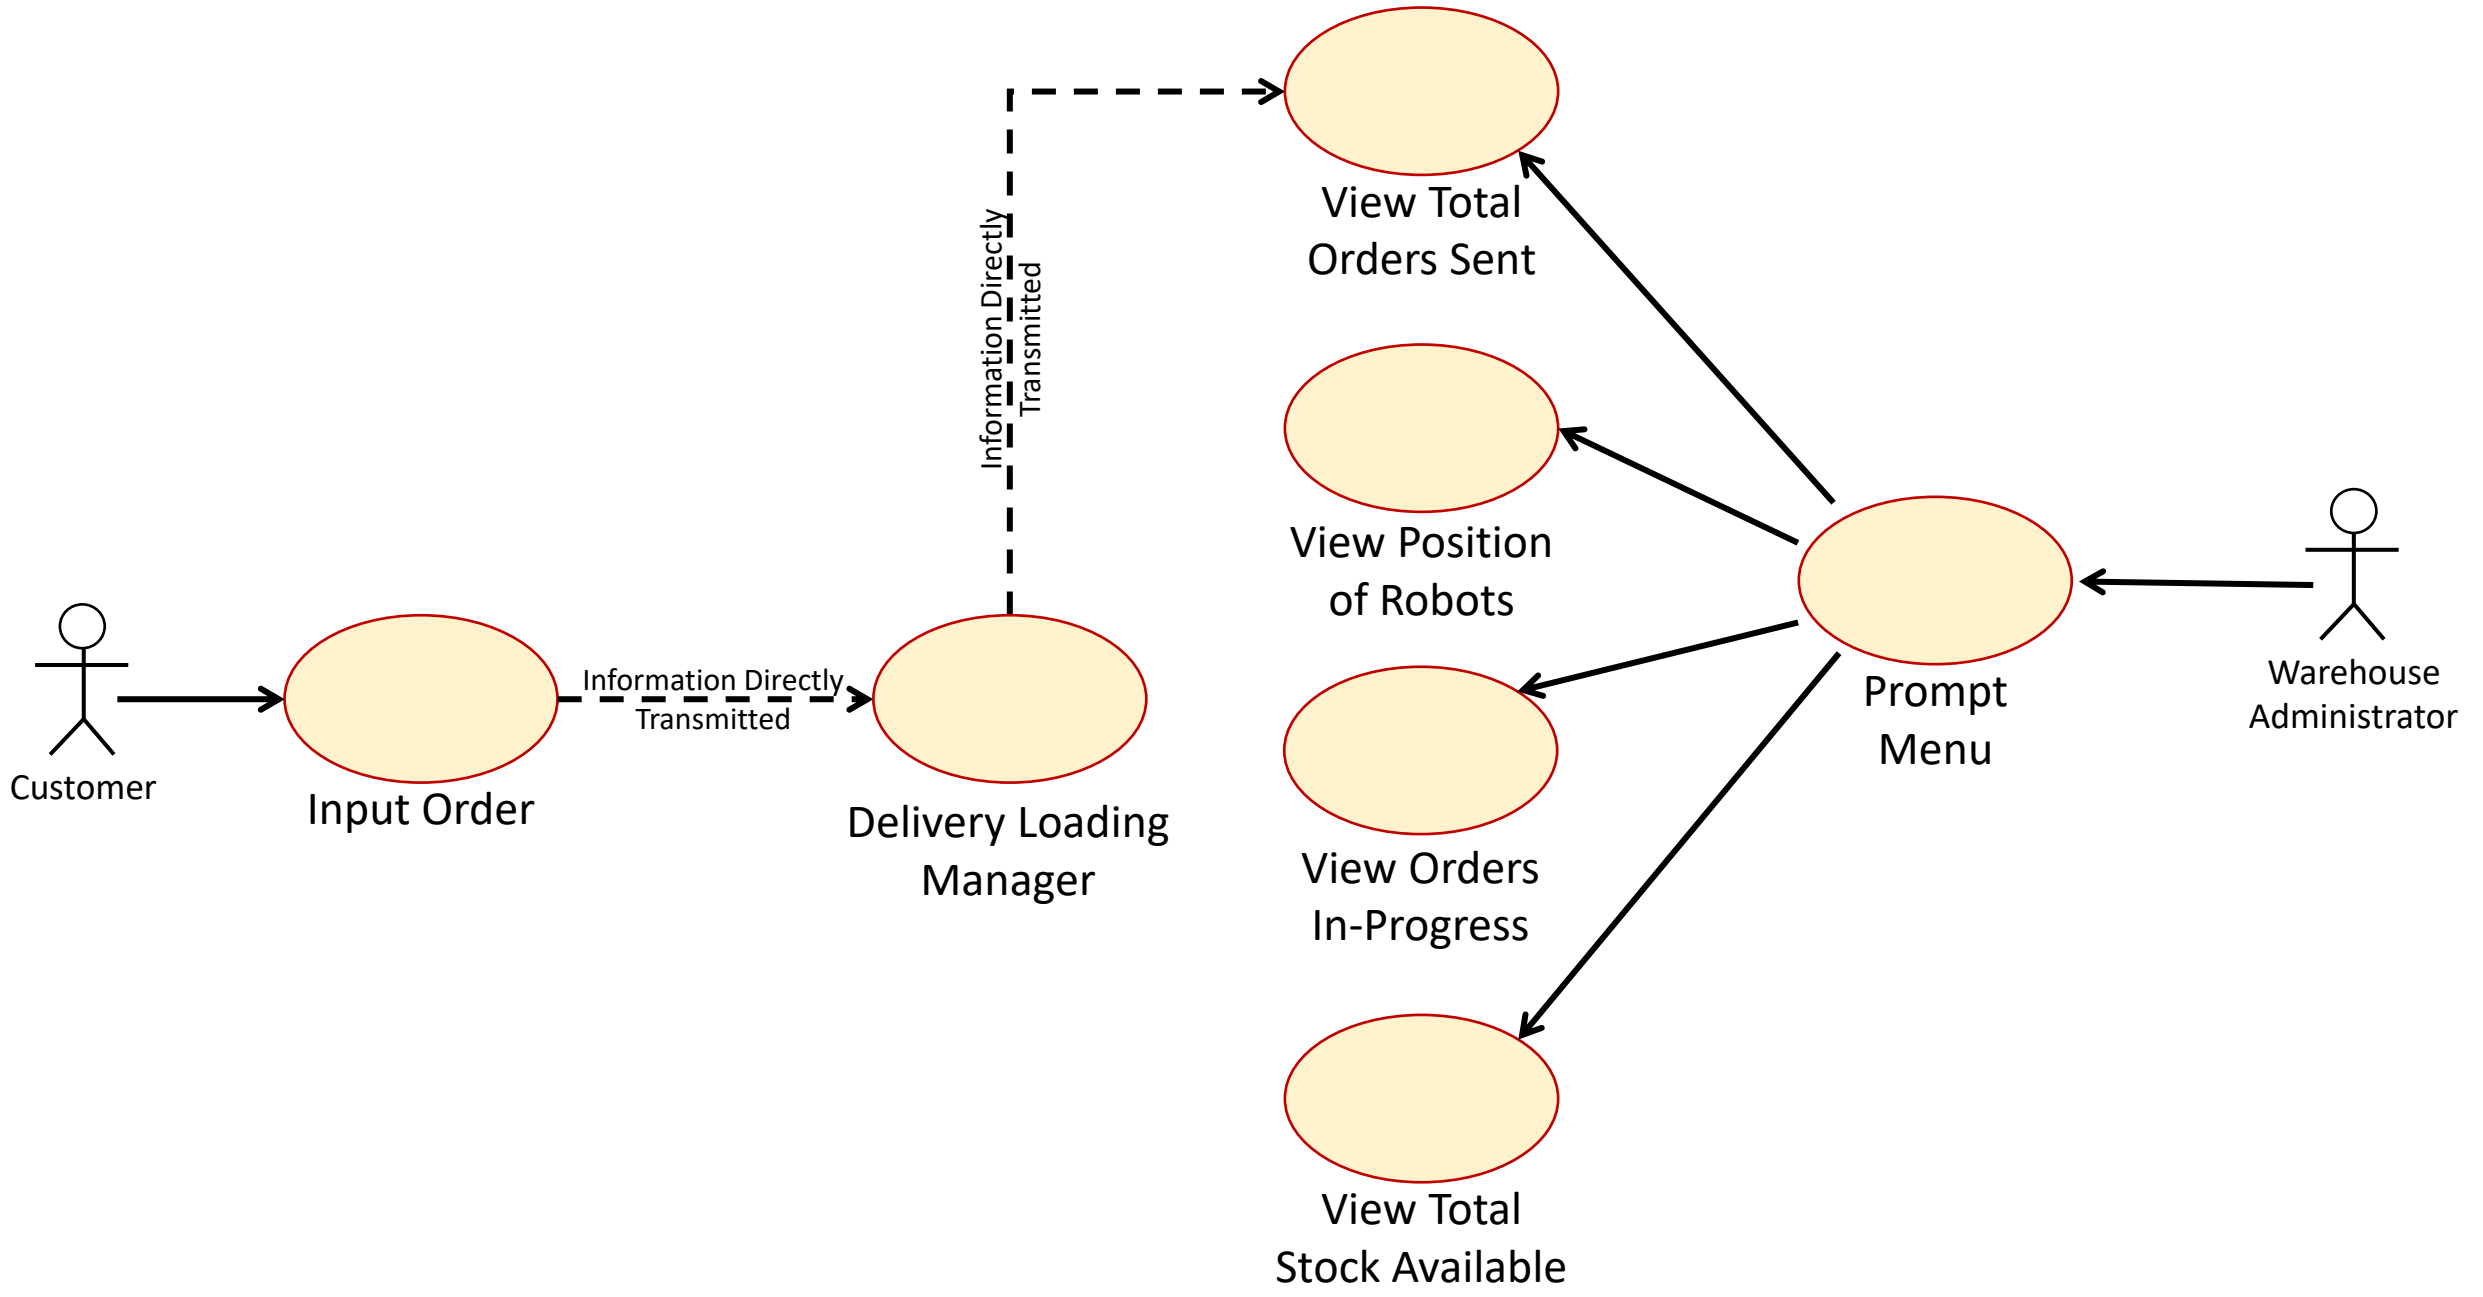 View Total
Orders Sent
Information Directly
Transmitted
View Position
of Robots
Customer
Input Order
Information Directly
Transmitted
Delivery Loading
Manager
View Orders
In-Progress
Prompt
Menu
Warehouse
Administrator
View Total
Stock Available